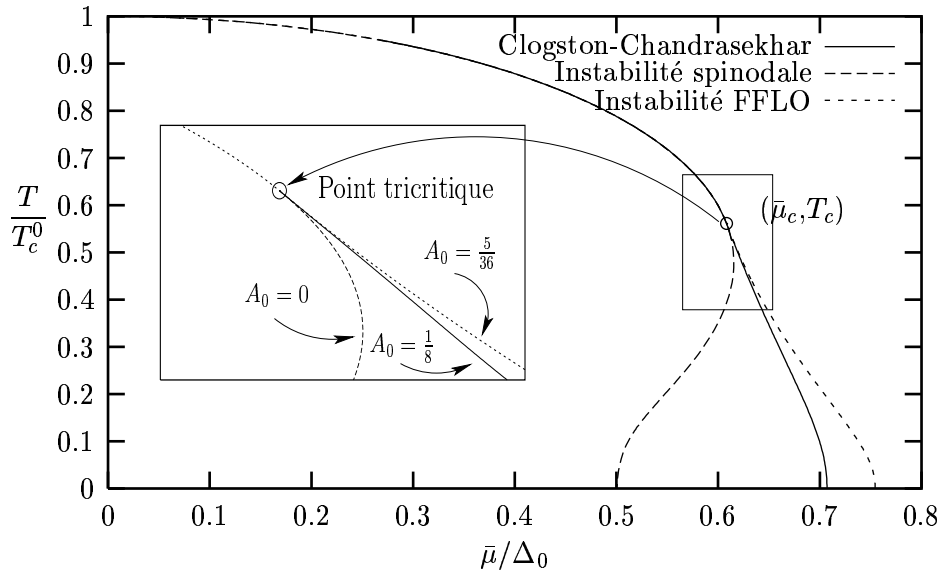 1
0.9
0.8
0.7
0.6
0.5
0.4
0.3
0.2
0.1
0
T
T_c^0
Clogston-Chandrasekhar
Instabilité spinodale
Instabilité FFLO
Point tricritique
(μ̄_c,T_c)
A_0 = 5/36
A_0 = 0
A_0 = 1/8
0 0.1 0.2 0.3 0.4 0.5 0.6 0.7 0.8
μ̄/Δ_0